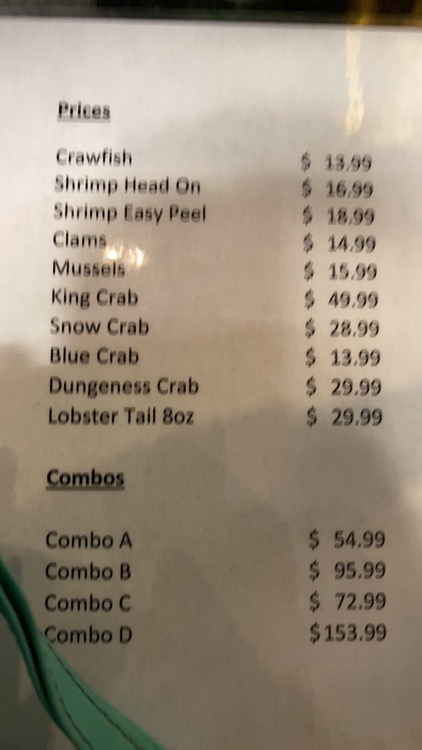 Prices
Crawfish $ 13.99
Shrimp Head On $ 16.99
Shrimp Easy Peel $ 18.99
Clams $ 14.99
Mussels $ 15.99
King Crab $ 49.99
Snow Crab $ 28.99
Blue Crab $ 13.99
Dungeness Crab $ 29.99
Lobster Tail 8oz $ 29.99
Combos
Combo A $ 54.99
Combo B $ 95.99
Combo C $ 72.99
Combo D $153.99